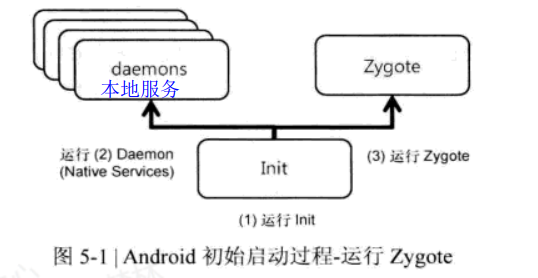 daemons
本地服务
Zygote
运行 (2) Daemon
(Native Services)
Init
(3) 运行 Zygote
(1) 运行 Init
图 5-1 | Android 初始启动过程-运行 Zygote